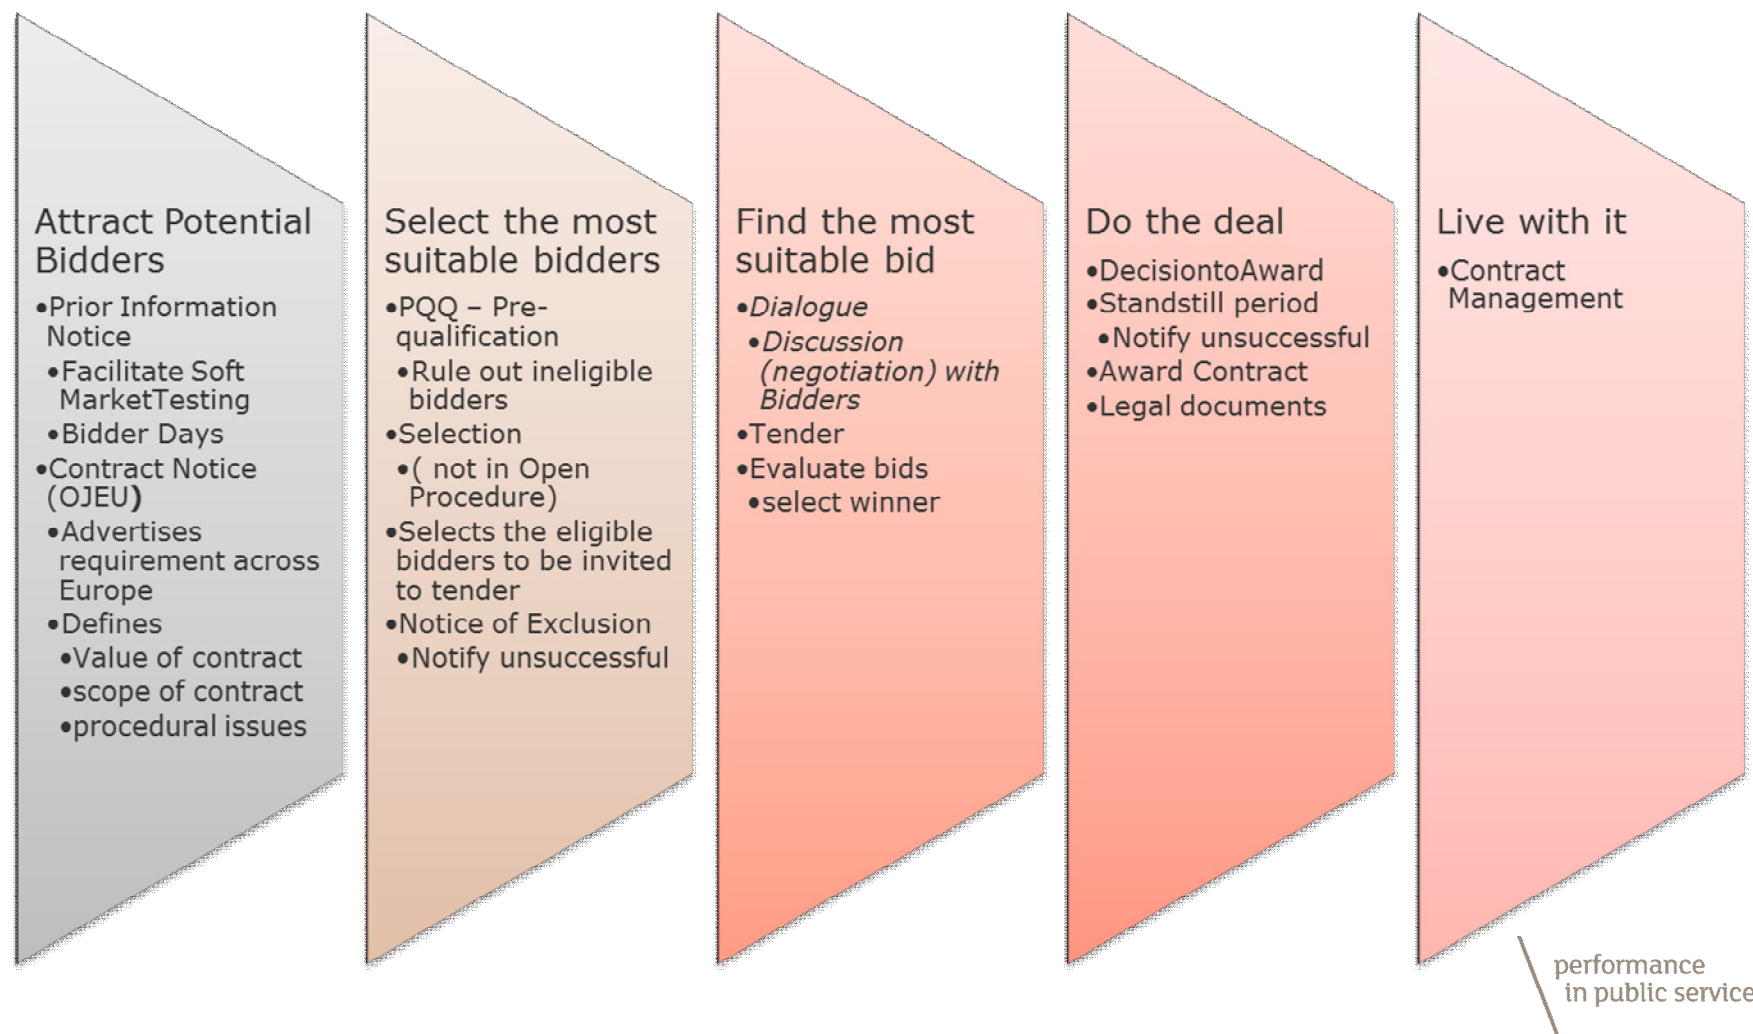 Attract Potential
Bidders
•Prior Information
Notice
•Facilitate Soft
MarketTesting
•Bidder Days
•Contract Notice
(OJEU)
•Advertises
requirement across
Europe
•Defines
•Value of contract
•scope of contract
•procedural issues
Select the most
suitable bidders
•PQQ – Pre-
qualification
•Rule out ineligible
bidders
•Selection
•( not in Open
Procedure)
•Selects the eligible
bidders to be invited
to tender
•Notice of Exclusion
•Notify unsuccessful
Find the most
suitable bid
•Dialogue
•Discussion
(negotiation) with
Bidders
•Tender
•Evaluate bids
•select winner
Do the deal
•DecisiontoAward
•Standstill period
•Notify unsuccessful
•Award Contract
•Legal documents
Live with it
•Contract
Management
performance
in public service